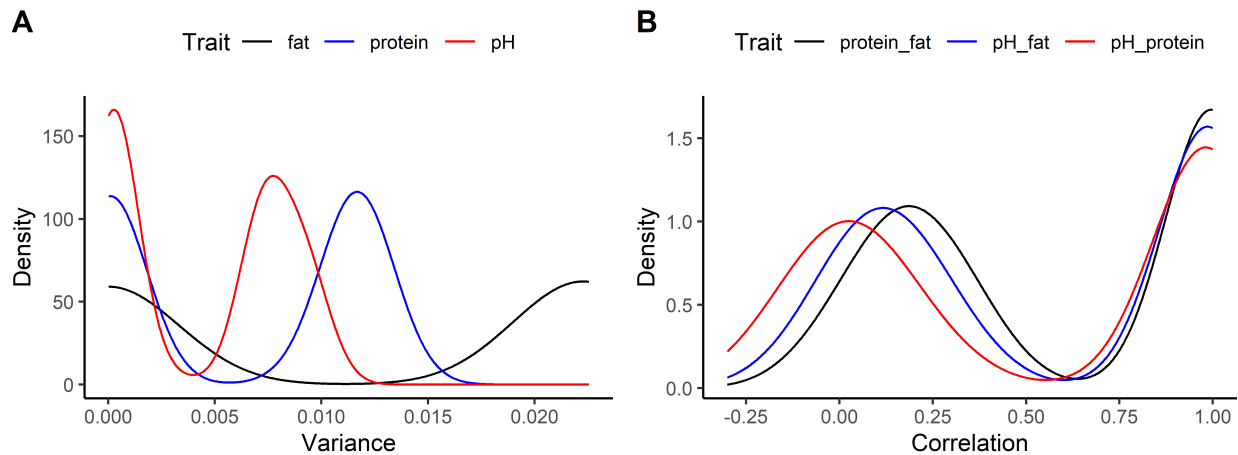 A
Trait fat protein pH
Density
150
100
50
0
0.000 0.005 0.010 0.015 0.020
Variance
B
Trait protein_fat pH_fat pH_protein
Density
1.5
1.0
0.5
0.0
-0.25 0.00 0.25 0.50 0.75 1.00
Correlation